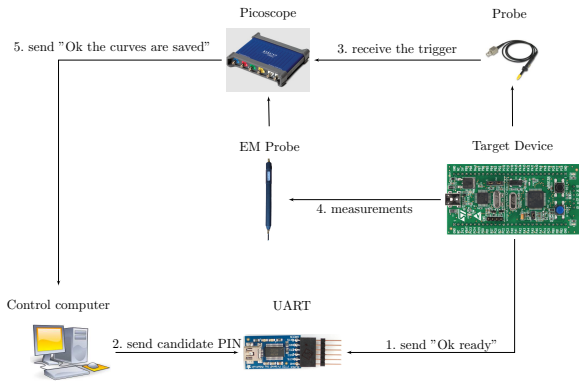 Picoscope
Probe
5. send "Ok the curves are saved"
3. receive the trigger
EM Probe
Target Device
4. measurements
Control computer
UART
2. send candidate PIN
1. send "Ok ready"